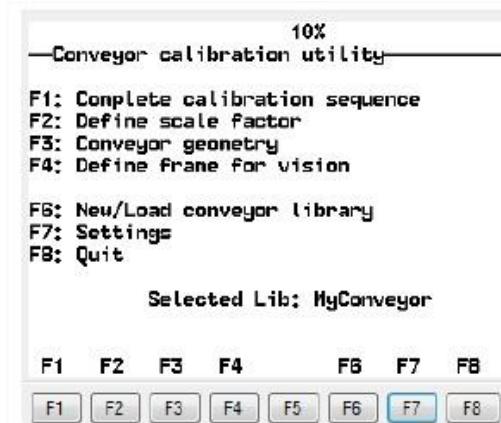 10%
Conveyor calibration utility
F1: Complete calibration sequence
F2: Define scale factor
F3: Conveyor geometry
F4: Define frame for vision
F6: New/Load conveyor library
F7: Settings
F8: Quit
Selected Lib: MyConveyor
F1 F2 F3 F4 F6 F7 F8
F1 F2 F3 F4 F5 F6 F7 F8